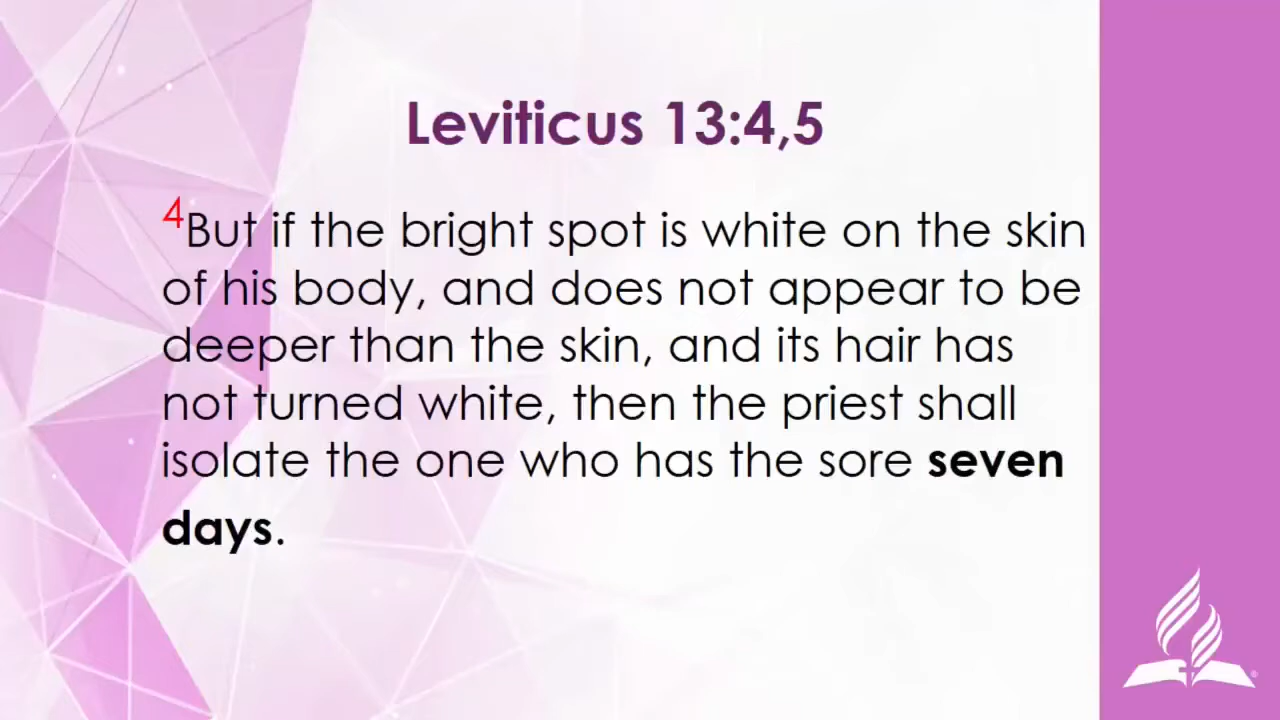 Leviticus 13:4,5
4But if the bright spot is white on the skin
of his body, and does not appear to be
deeper than the skin, and its hair has
not turned white, then the priest shall
isolate the one who has the sore seven
days.